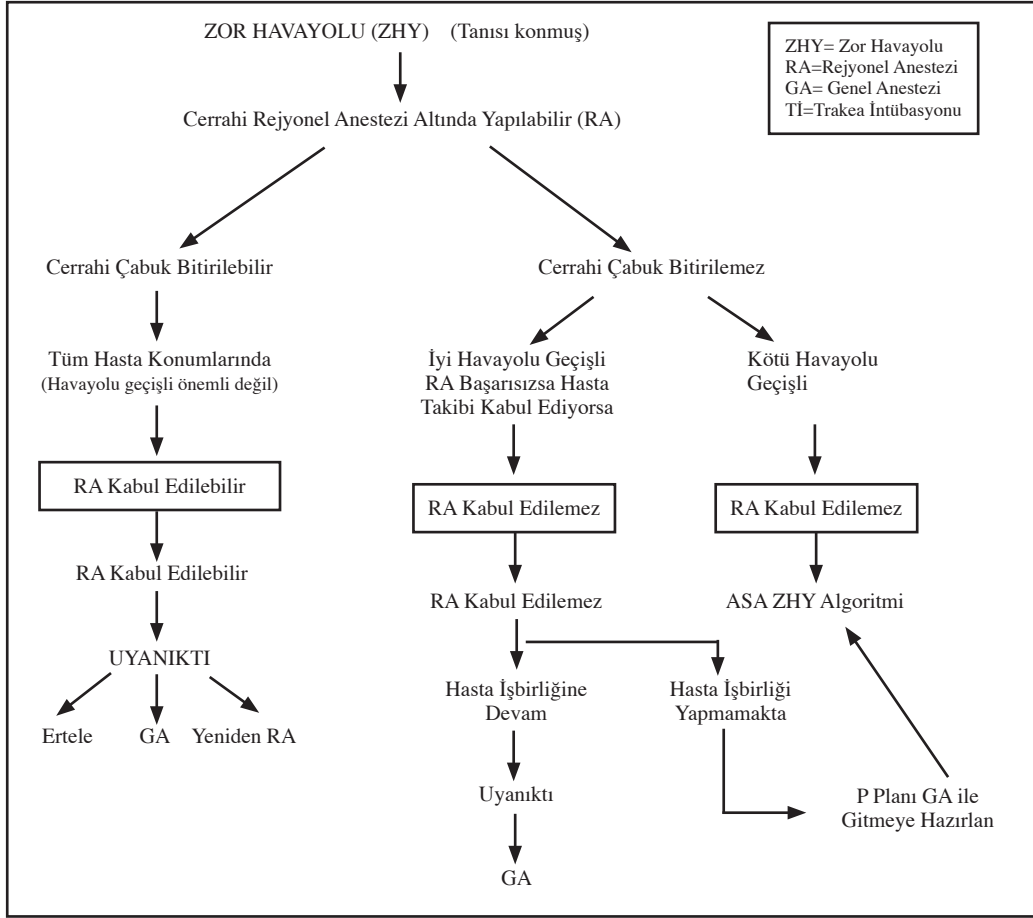 ZOR HAVAYOLU (ZHY) (Tanısı konmuş)
ZHY= Zor Havayolu
RA=Rejyonel Anestezi
GA= Genel Anestezi
Tİ=Trakea İntübasyonu
Cerrahi Rejyonel Anestezi Altında Yapılabilir (RA)
Cerrahi Çabuk Bitirilebilir
Cerrahi Çabuk Bitirilemez
Tüm Hasta Konumlarında
(Havayolu geçişli önemli değil)
İyi Havayolu Geçişli
RA Başarısızsa Hasta
Takibi Kabul Ediyorsa
Kötü Havayolu
Geçişli
RA Kabul Edilebilir
RA Kabul Edilemez
RA Kabul Edilemez
RA Kabul Edilebilir
RA Kabul Edilemez
ASA ZHY Algoritmi
UYANIKTI
Ertele
GA
Yeniden RA
Hasta İşbirliğine
Devam
Hasta İşbirliği
Yapmamakta
Uyanıktı
P Planı GA ile
Gitmeye Hazırlan
GA